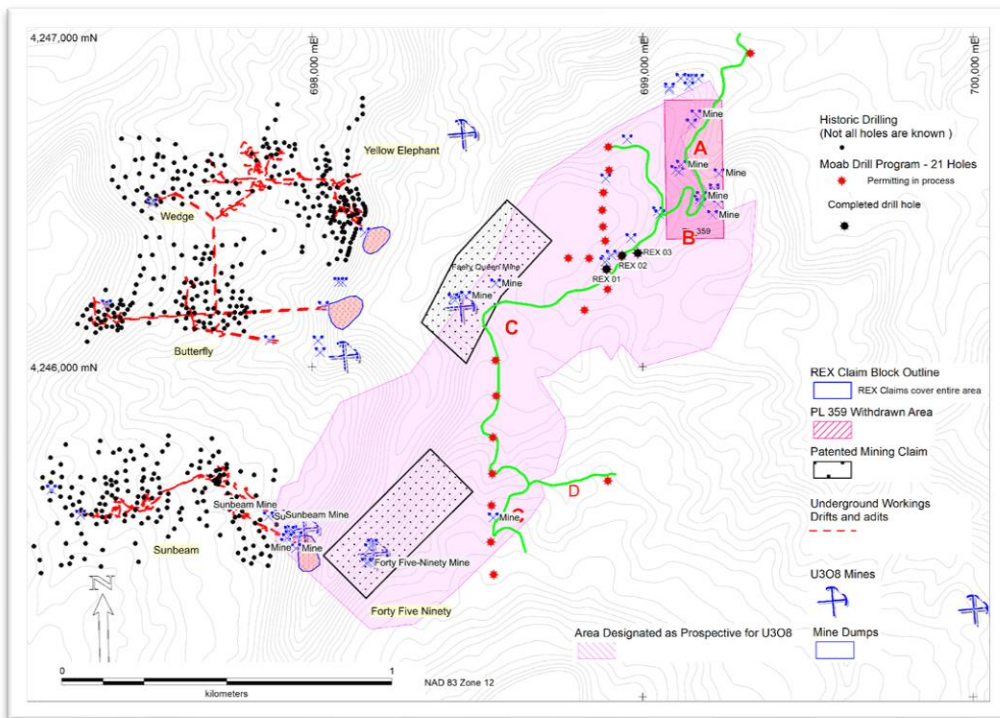 4,247,000 mN
698,000 mE
699,000 mE
700,000 mE
Historic Drilling
(Not all holes are known )
Moab Drill Program - 21 Holes
Permitting in process
Completed drill hole
Yellow Elephant
Wedge
Mine
A
Mine
Mine
Mine
Mine
359
B
REX 03
REX 02
REX 01
Faery Queen Mine
Mine
Mine
C
Butterfly
4,246,000 mN
REX Claim Block Outline
REX Claims cover entire area
PL 359 Withdrawn Area
Patented Mining Claim
Underground Workings
Drifts and adits
U3O8 Mines
Mine Dumps
D
Mine
Sunbeam Mine
Sunbeam Mine
Mine
Mine
Sunbeam
Forty Five-Ninety Mine
Forty Five Ninety
Area Designated as Prospective for U3O8
N
0
1
kilometers
NAD 83 Zone 12